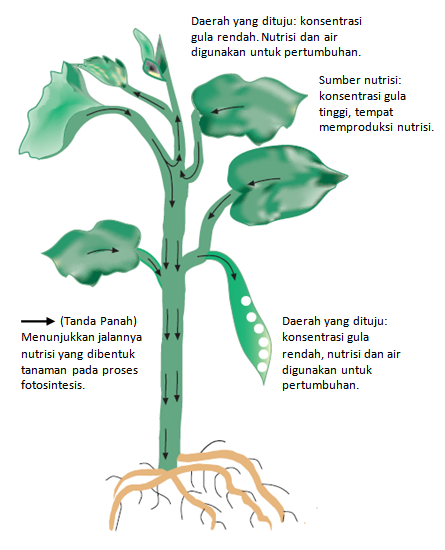 Daerah yang dituju: konsentrasi
gula rendah. Nutrisi dan air
digunakan untuk pertumbuhan.
Sumber nutrisi:
konsentrasi gula
tinggi, tempat
memproduksi nutrisi.
(Tanda Panah)
Menunjukkan jalannya
nutrisi yang dibentuk
tanaman pada proses
fotosintesis.
Daerah yang dituju:
konsentrasi gula
rendah, nutrisi dan air
digunakan untuk
pertumbuhan.